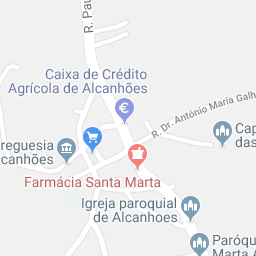 R. Pau
Caixa de Crédito
Agrícola de Alcanhões
R. Dr. António Maria Galh
Cap
das
reguesia
lcanhões
Farmácia Santa Marta
Igreja paroquial
de Alcanhoes
Paróqu
Marta A